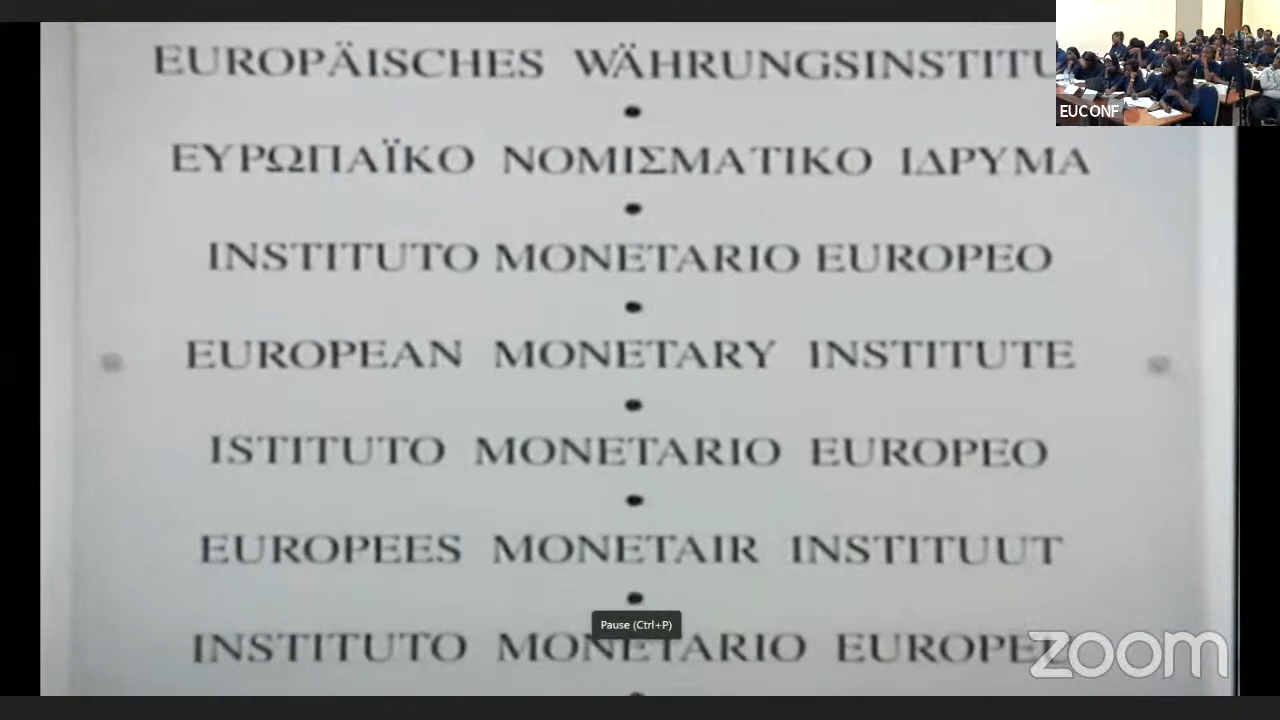 EUROPÄISCHES WÄHRUNGSINSTITU
EUCONF
ΕΥΡΩΠΑΪΚΟ ΝΟΜΙΣΜΑΤΙΚΟ ΙΔΡΥΜΑ
INSTITUTO MONETARIO EUROPEO
EUROPEAN MONETARY INSTITUTE
ISTITUTO MONETARIO EUROPEO
EUROPEES MONETAIR INSTITUUT
Pause (Ctrl+P)
INSTITUTO MONETARIO EUROPEU
zoom